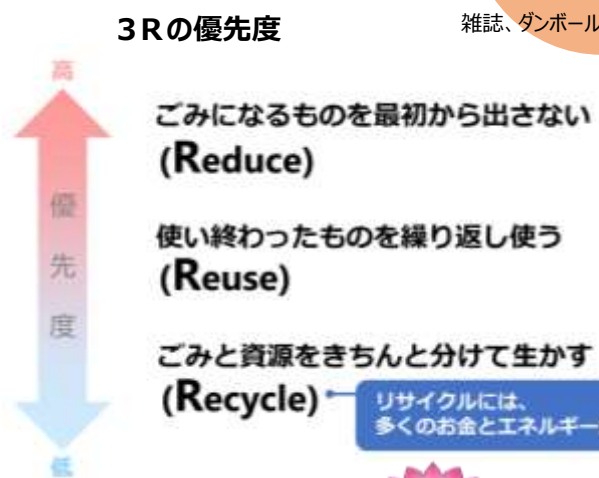 3Rの優先度
雑誌、ダンボール
高
優先度
低
ごみになるものを最初から出さない
(Reduce)
使い終わったものを繰り返し使う
(Reuse)
ごみと資源をきちんと分けて生かす
(Recycle)
リサイクルには、
多くのお金とエネルギー